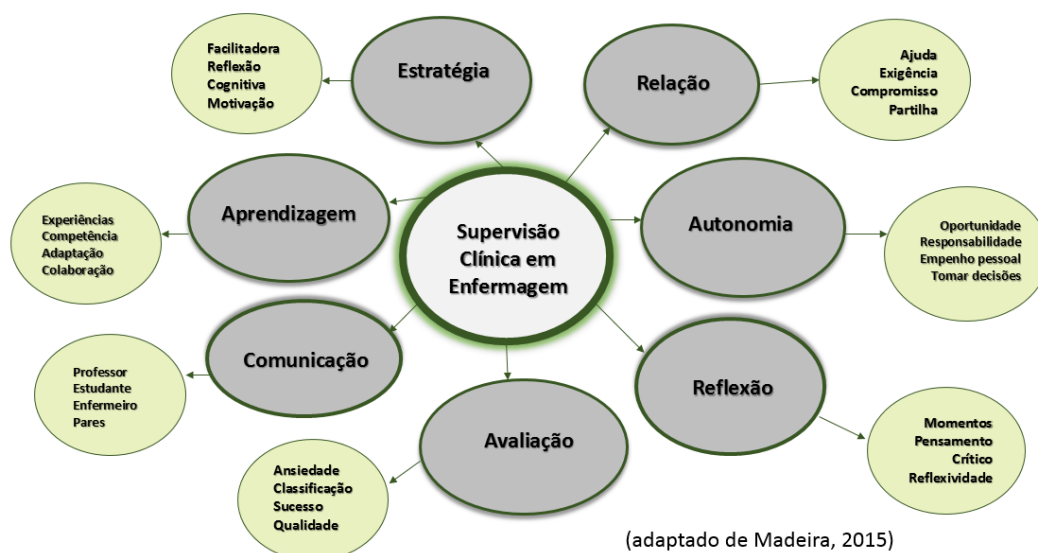 Facilitadora
Reflexão
Cognitiva
Motivação
Estratégia
Relação
Ajuda
Exigência
Compromisso
Partilha
Experiências
Competência
Adaptação
Colaboração
Aprendizagem
Supervisão
Clínica em
Enfermagem
Autonomia
Oportunidade
Responsabilidade
Empenho pessoal
Tomar decisões
Professor
Estudante
Enfermeiro
Pares
Comunicação
Reflexão
Momentos
Pensamento
Crítico
Reflexividade
Ansiedade
Classificação
Sucesso
Qualidade
Avaliação
(adaptado de Madeira, 2015)